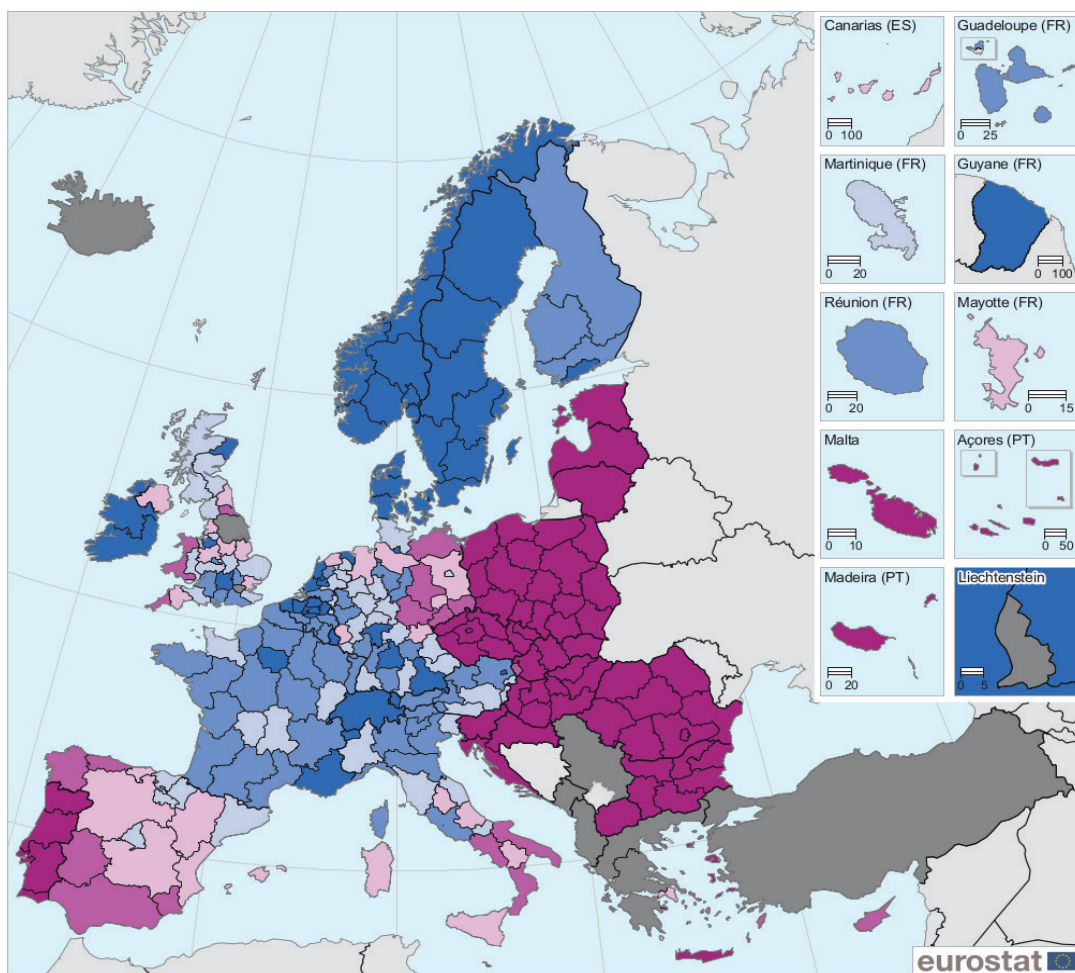 Canarias (ES)
0 100
Guadeloupe (FR)
0 25
Martinique (FR)
0 20
Guyane (FR)
0 100
Réunion (FR)
0 20
Mayotte (FR)
0 15
Malta
0 10
Açores (PT)
0 50
Madeira (PT)
0 20
Liechtenstein
0 5
eurostat